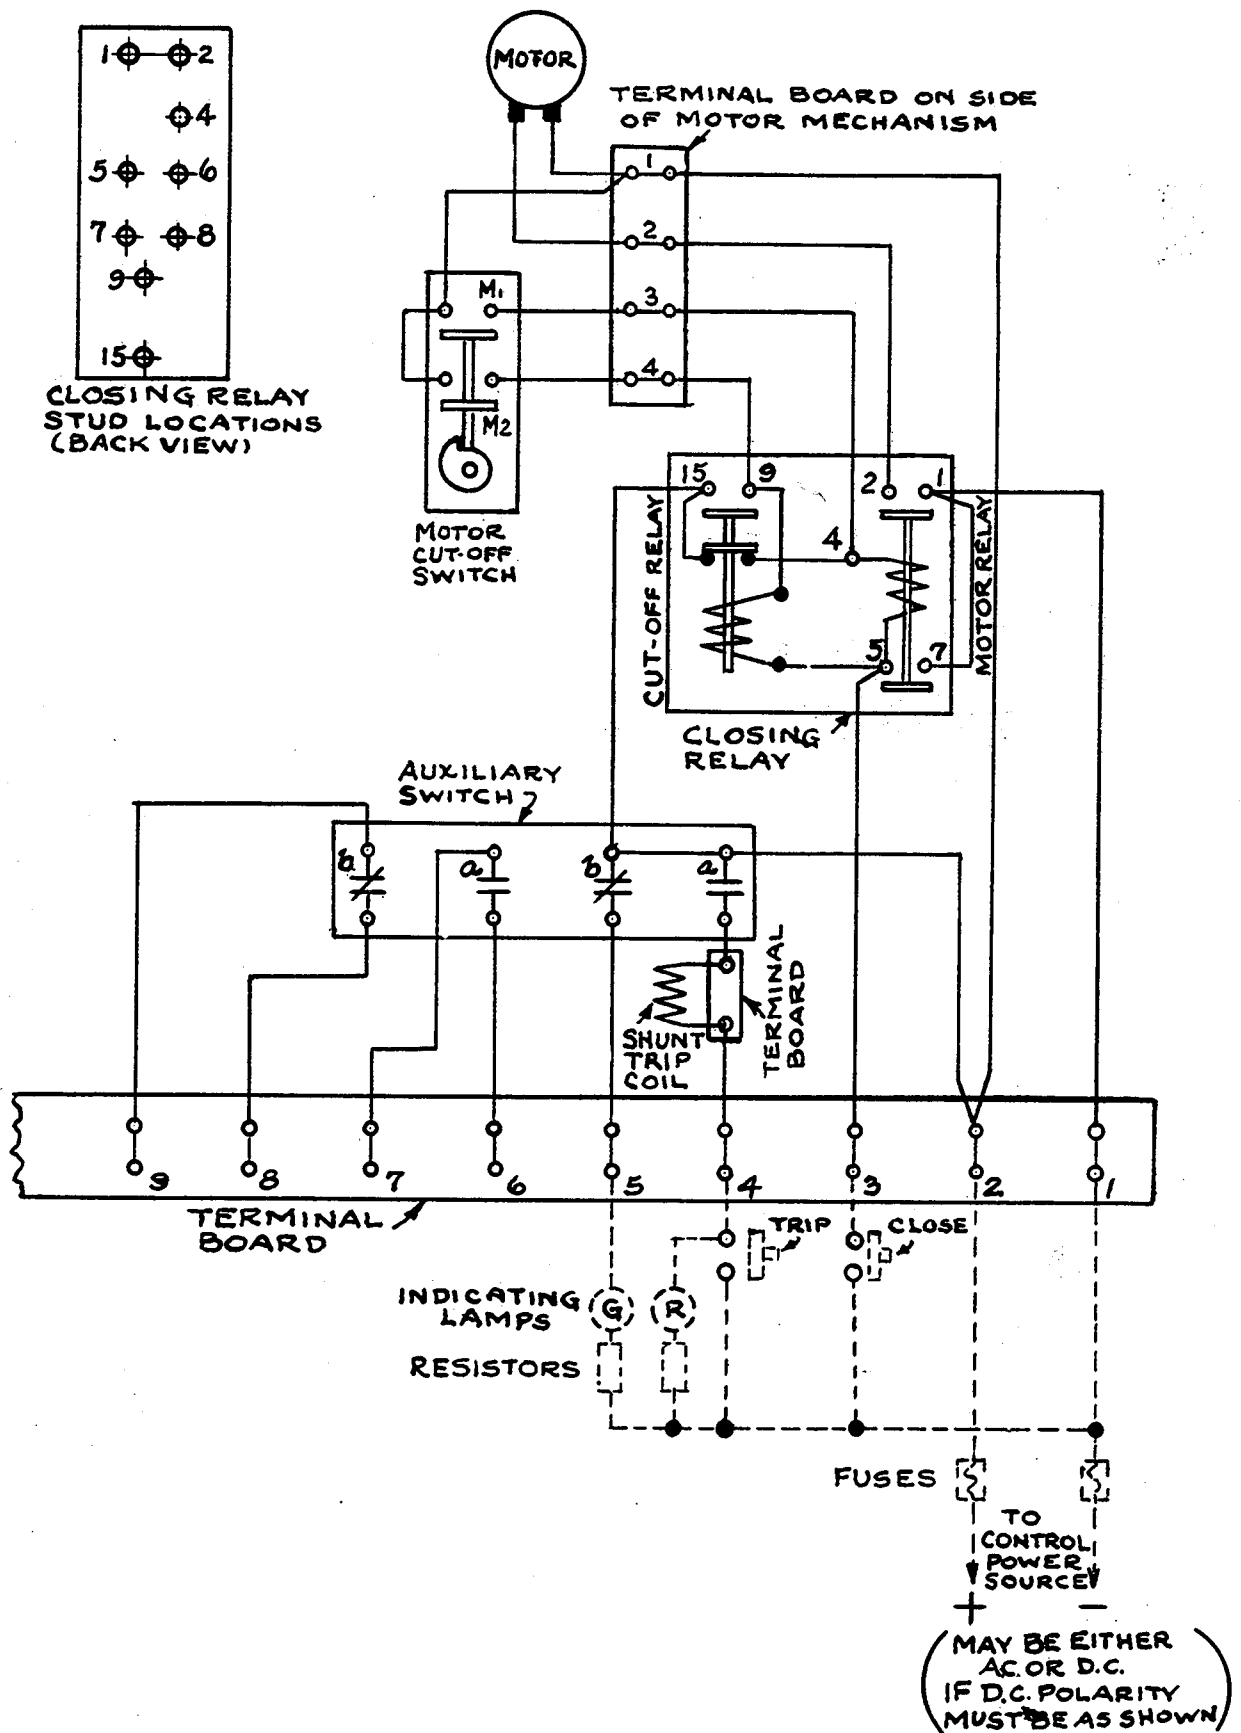 1 2
4
5 6
7 8
9
15
CLOSING RELAY
STUD LOCATIONS
(BACK VIEW)
MOTOR
TERMINAL BOARD ON SIDE
OF MOTOR MECHANISM
1
2
3
4
M1
M2
MOTOR
CUT-OFF
SWITCH
15 9 2 1
4
5 7
CUT-OFF RELAY
MOTOR RELAY
CLOSING
RELAY
AUXILIARY
SWITCH
b a b a
SHUNT
TRIP
COIL
TERMINAL
BOARD
9 8 7 6 5 4 3 2 1
TERMINAL
BOARD
TRIP
CLOSE
INDICATING
LAMPS
G R
RESISTORS
FUSES
TO
CONTROL
POWER
SOURCE
+ −
(MAY BE EITHER
A.C. OR D.C.
IF D.C. POLARITY
MUST BE AS SHOWN)